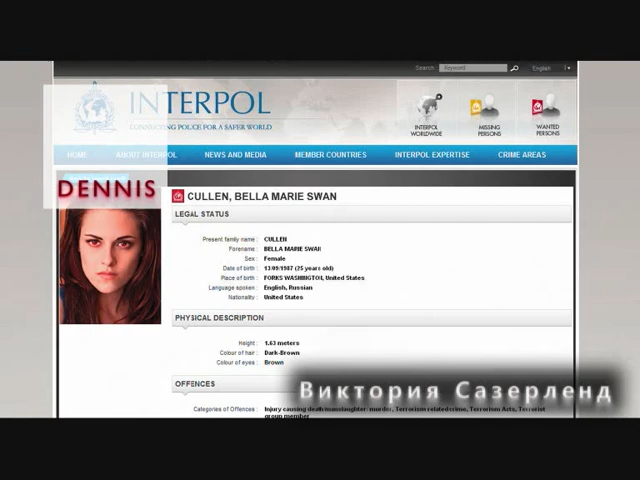 Search :
Keyword
English
INTERPOL
CONNECTING POLICE FOR A SAFER WORLD
INTERPOL WORLDWIDE
MISSING PERSONS
WANTED PERSONS
HOME
ABOUT INTERPOL
NEWS AND MEDIA
MEMBER COUNTRIES
INTERPOL EXPERTISE
CRIME AREAS
DENNIS
CULLEN, BELLA MARIE SWAN
LEGAL STATUS
Present family name : CULLEN
Forename : BELLA MARIE SWAN
Sex : Female
Date of birth : 13/09/1987 (25 years old)
Place of birth : FORKS WASHINGTON, United States
Language spoken : English, Russian
Nationality : United States
PHYSICAL DESCRIPTION
Height : 1.63 meters
Colour of hair : Dark-Brown
Colour of eyes : Brown
OFFENCES
Виктория Сазерленд
Categories of Offences : Injury causing death/manslaughter: murder, Terrorism related crime, Terrorism Acts, Terrorist
group member